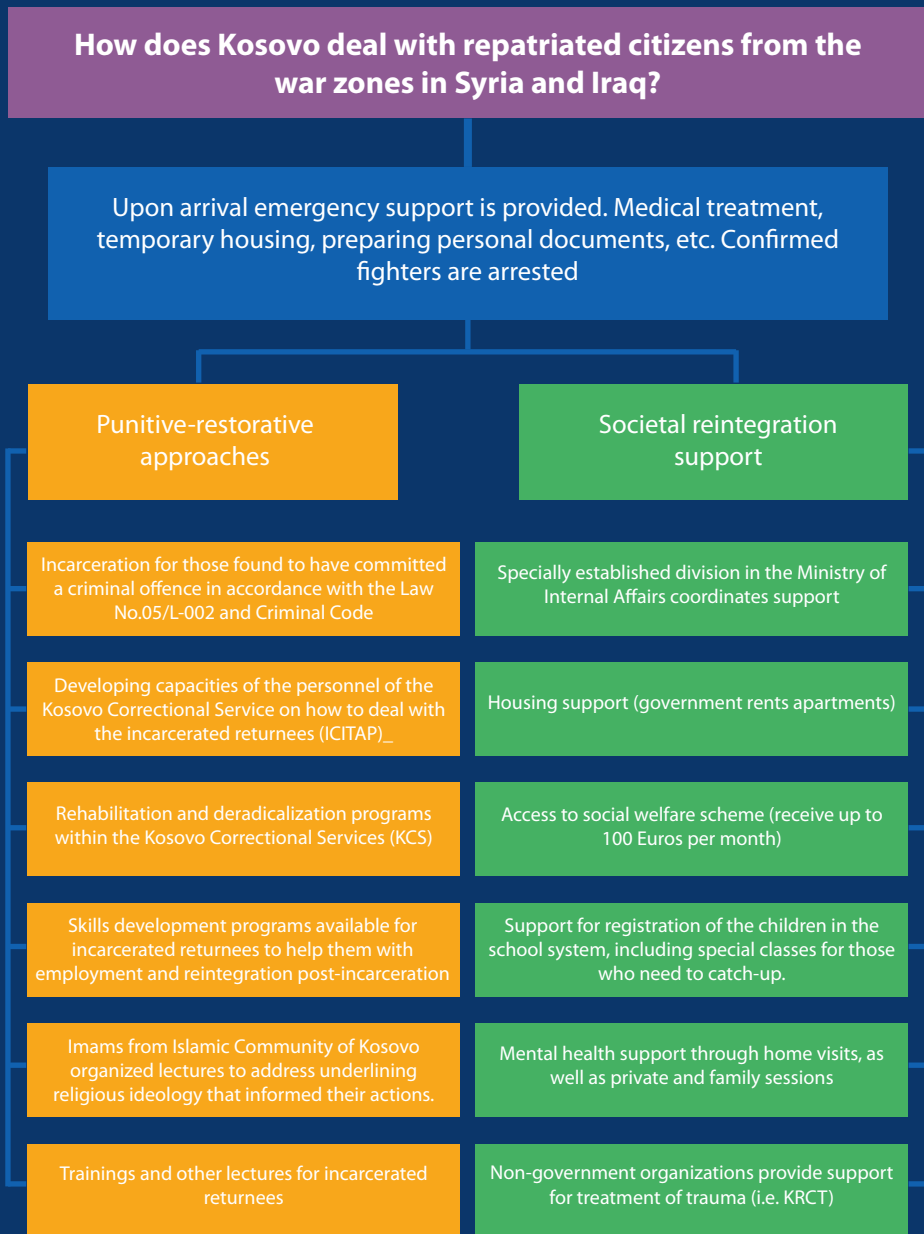 How does Kosovo deal with repatriated citizens from the
war zones in Syria and Iraq?
Upon arrival emergency support is provided. Medical treatment,
temporary housing, preparing personal documents, etc. Confirmed
fighters are arrested
Punitive-restorative
approaches
Incarceration for those found to have committed
a criminal offence in accordance with the Law
No.05/L-002 and Criminal Code
Developing capacities of the personnel of the
Kosovo Correctional Service on how to deal with
the incarcerated returnees (ICITAP)_
Rehabilitation and deradicalization programs
within the Kosovo Correctional Services (KCS)
Skills development programs available for
incarcerated returnees to help them with
employment and reintegration post-incarceration
Imams from Islamic Community of Kosovo
organized lectures to address underlining
religious ideology that informed their actions.
Trainings and other lectures for incarcerated
returnees
Societal reintegration
support
Specially established division in the Ministry of
Internal Affairs coordinates support
Housing support (government rents apartments)
Access to social welfare scheme (receive up to
100 Euros per month)
Support for registration of the children in the
school system, including special classes for those
who need to catch-up.
Mental health support through home visits, as
well as private and family sessions
Non-government organizations provide support
for treatment of trauma (i.e. KRCT)